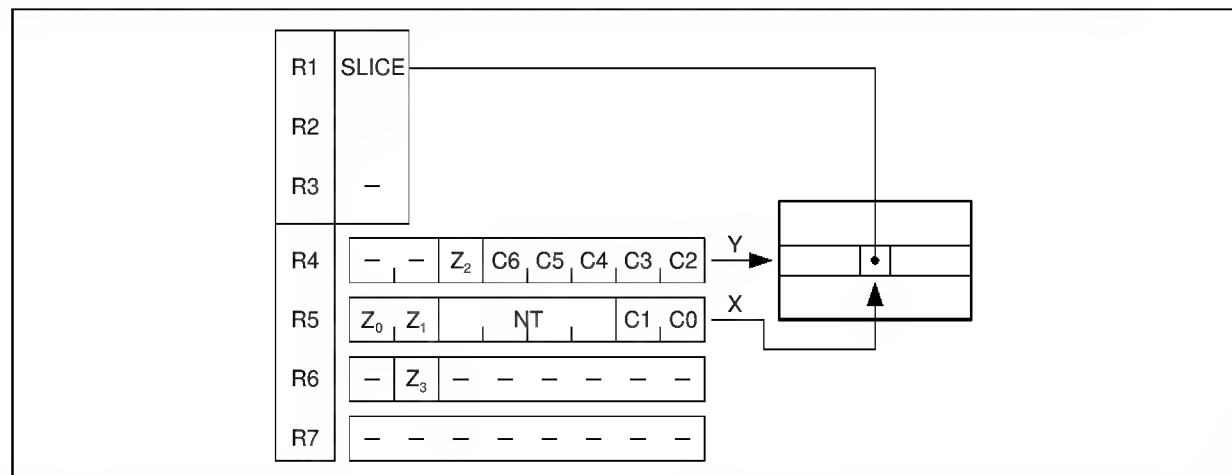 R1 SLICE
R2
R3 –
R4 – – Z₂ C6 C5 C4 C3 C2 Y
R5 Z₀ Z₁ NT C1 C0 X
R6 – Z₃ – – – – – –
R7 – – – – – – – –